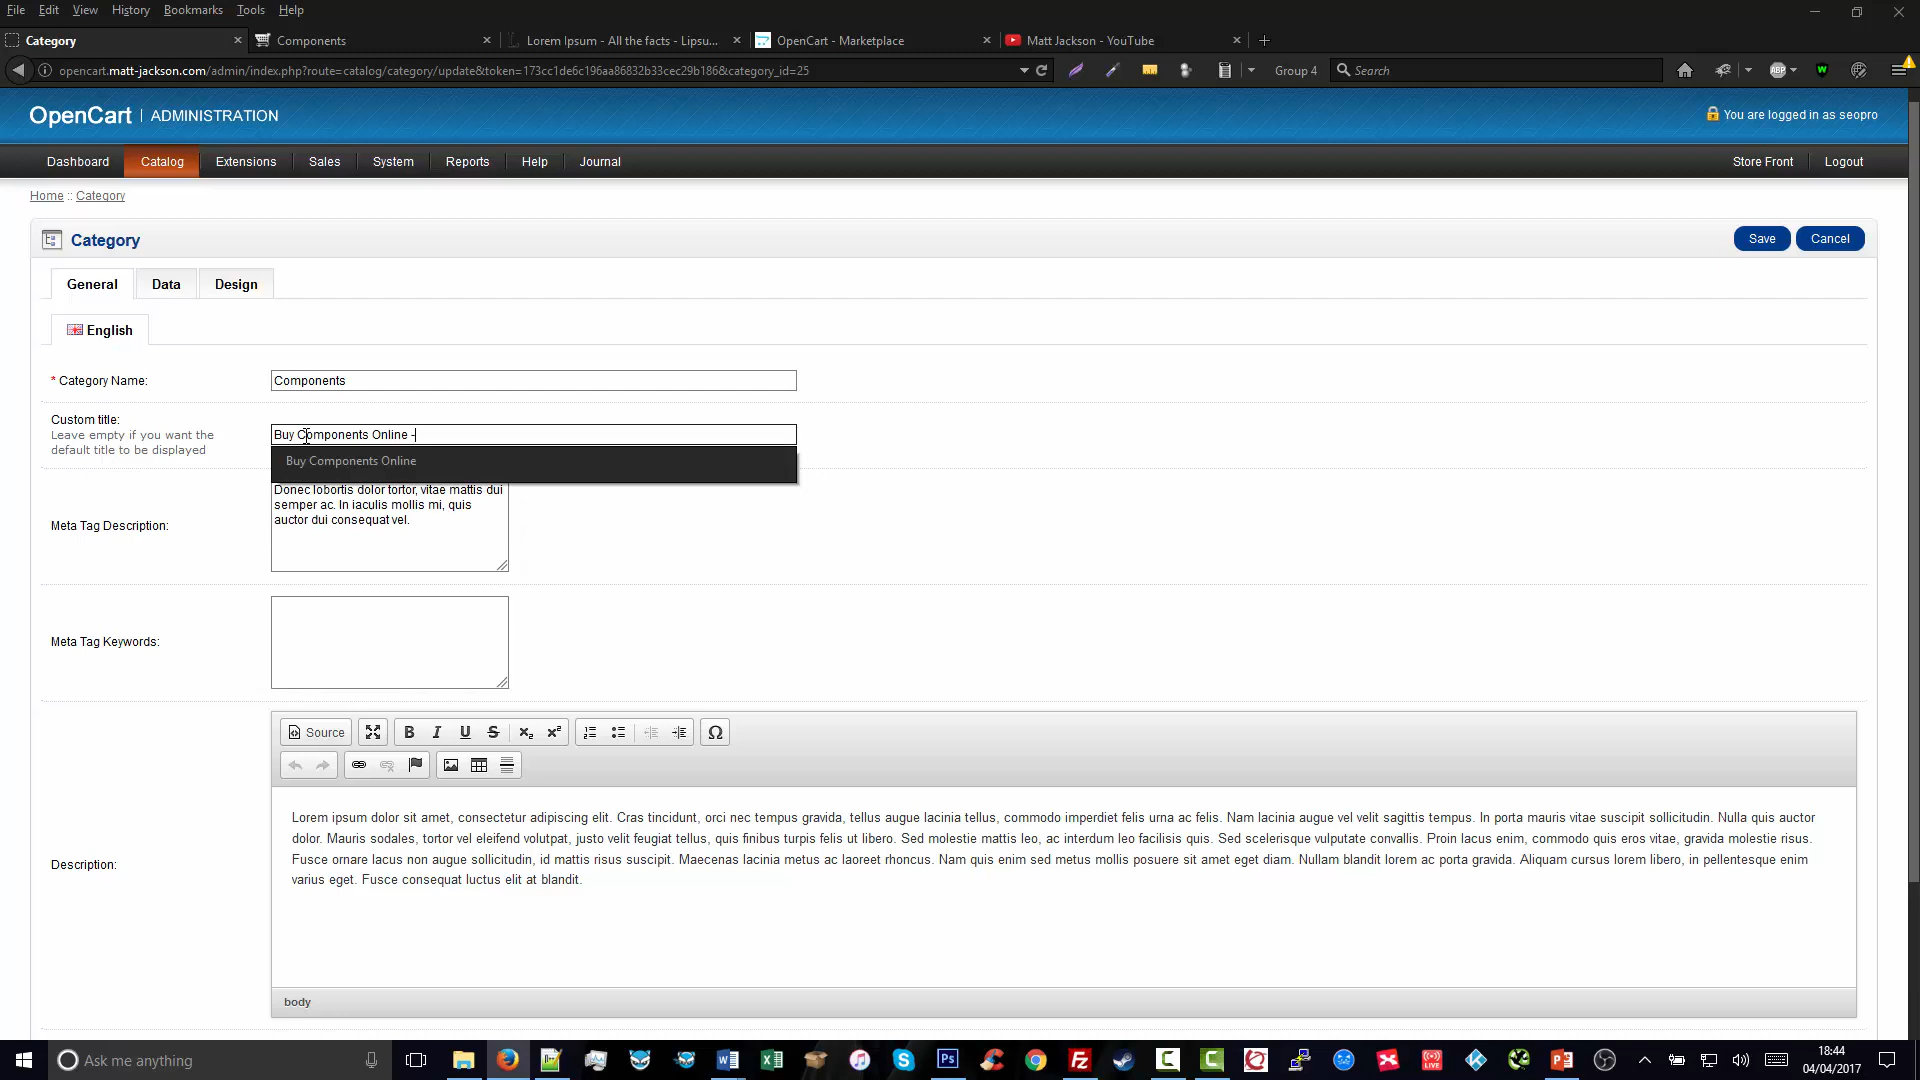 File Edit View History Bookmarks Tools Help
Category Components Lorem Ipsum - All the facts - Lipsu... OpenCart - Marketplace Matt Jackson - YouTube
opencart.matt-jackson.com/admin/index.php?route=catalog/category/update&token=173cc1de6c196aa86832b33cec29b186&category_id=25 Group 4 Search ABP W
OpenCart | ADMINISTRATION You are logged in as seopro
Dashboard Catalog Extensions Sales System Reports Help Journal Store Front Logout
Home :: Category
Category Save Cancel
General Data Design
English
* Category Name: Components
Custom title:
Leave empty if you want the
default title to be displayed
Buy Components Online -
Buy Components Online
Meta Tag Description:
Donec lobortis dolor tortor, vitae mattis dui
semper ac. In iaculis mollis mi, quis
auctor dui consequat vel.
Meta Tag Keywords:
Source B I U S x₂ x² Ω
Description:
Lorem ipsum dolor sit amet, consectetur adipiscing elit. Cras tincidunt, orci nec tempus gravida, tellus augue lacinia tellus, commodo imperdiet felis urna ac felis. Nam lacinia augue vel velit sagittis tempus. In porta mauris vitae suscipit sollicitudin. Nulla quis auctor
dolor. Mauris sodales, tortor vel eleifend volutpat, justo velit feugiat tellus, quis finibus turpis felis ut libero. Sed molestie mattis leo, ac interdum leo facilisis quis. Sed scelerisque vulputate convallis. Proin lacus enim, commodo quis eros vitae, gravida molestie risus.
Fusce ornare lacus non augue sollicitudin, id mattis risus suscipit. Maecenas lacinia metus ac laoreet rhoncus. Nam quis enim sed metus mollis posuere sit amet eget diam. Nullam blandit lorem ac porta gravida. Aliquam cursus lorem libero, in pellentesque enim
varius eget. Fusce consequat luctus elit at blandit.
body
Ask me anything
18:44
04/04/2017